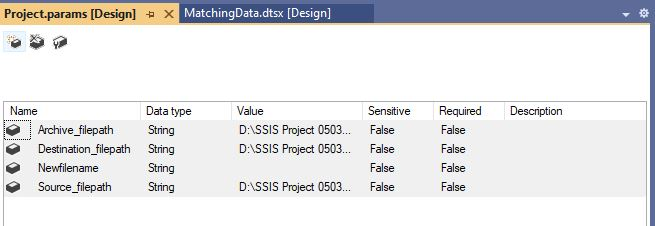 Project.params [Design] MatchingData.dtsx [Design]
Name Data type Value Sensitive Required Description
Archive_filepath String D:\SSIS Project 0503... False False
Destination_filepath String D:\SSIS Project 0503... False False
Newfilename String False False
Source_filepath String D:\SSIS Project 0503... False False